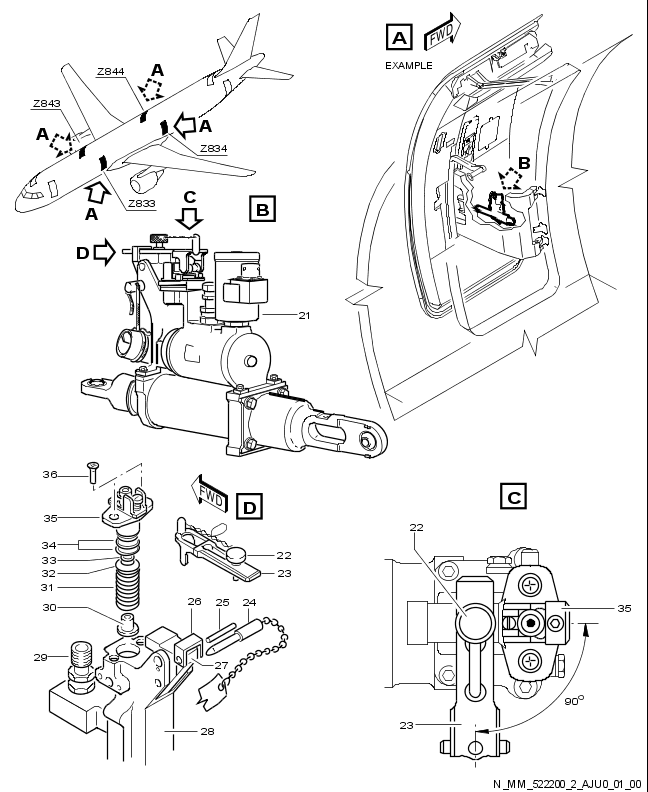 A
FWD
EXAMPLE
Z844
A
Z843
A
A
Z834
A
Z833
B
C
B
D
21
36
FWD
D
C
35
34
33
32
31
30
29
22
23
26
25
24
27
28
22
35
90°
23
N_MM_522200_2_AJU0_01_00